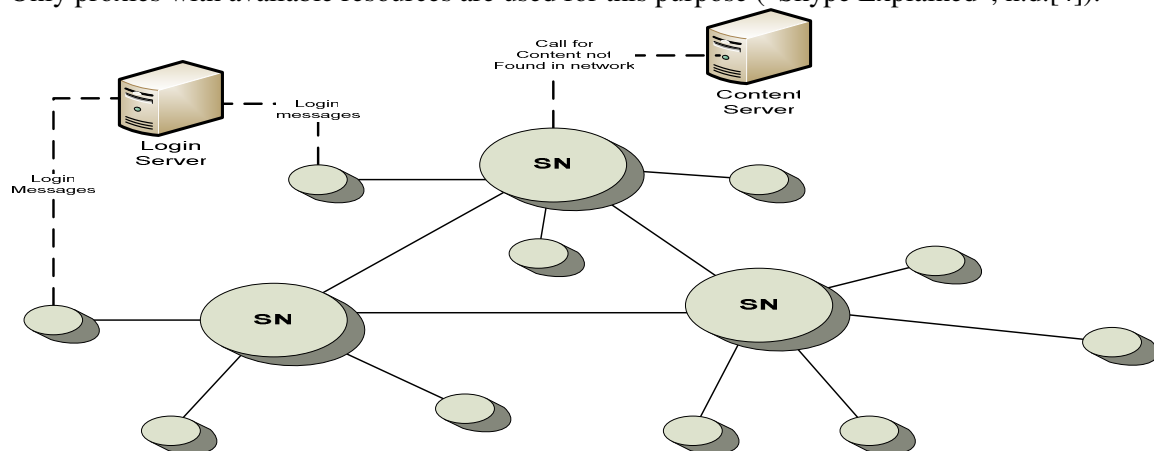 Only profiles with available resources are used for this purpose ("Skype Explained", n.d.[4]).
Call for
Content not
Found in network
Content
Server
Login
messages
Login
Server
SN
Login
Messages
SN
SN